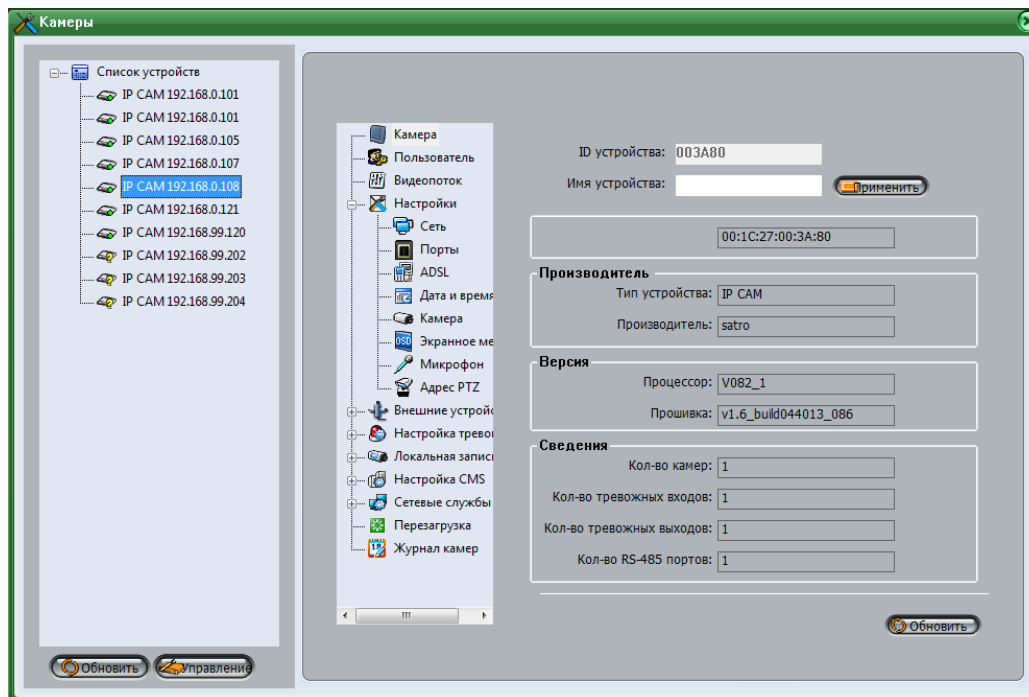 Камеры
Список устройств
IP CAM 192.168.0.101
IP CAM 192.168.0.101
IP CAM 192.168.0.105
IP CAM 192.168.0.107
IP CAM 192.168.0.108
IP CAM 192.168.0.121
IP CAM 192.168.99.120
IP CAM 192.168.99.202
IP CAM 192.168.99.203
IP CAM 192.168.99.204
Обновить
Управление
Камера
Пользователь
Видеопоток
Настройки
Сеть
Порты
ADSL
Дата и время
Камера
Экранное ме
Микрофон
Адрес PTZ
Внешние устройс
Настройка тревог
Локальная запись
Настройка CMS
Сетевые службы
Перезагрузка
Журнал камер
ID устройства: 003A80
Имя устройства:
Применить
00:1C:27:00:3A:80
Производитель
Тип устройства: IP CAM
Производитель: satro
Версия
Процессор: V082_1
Прошивка: v1.6_build044013_086
Сведения
Кол-во камер: 1
Кол-во тревожных входов: 1
Кол-во тревожных выходов: 1
Кол-во RS-485 портов: 1
Обновить